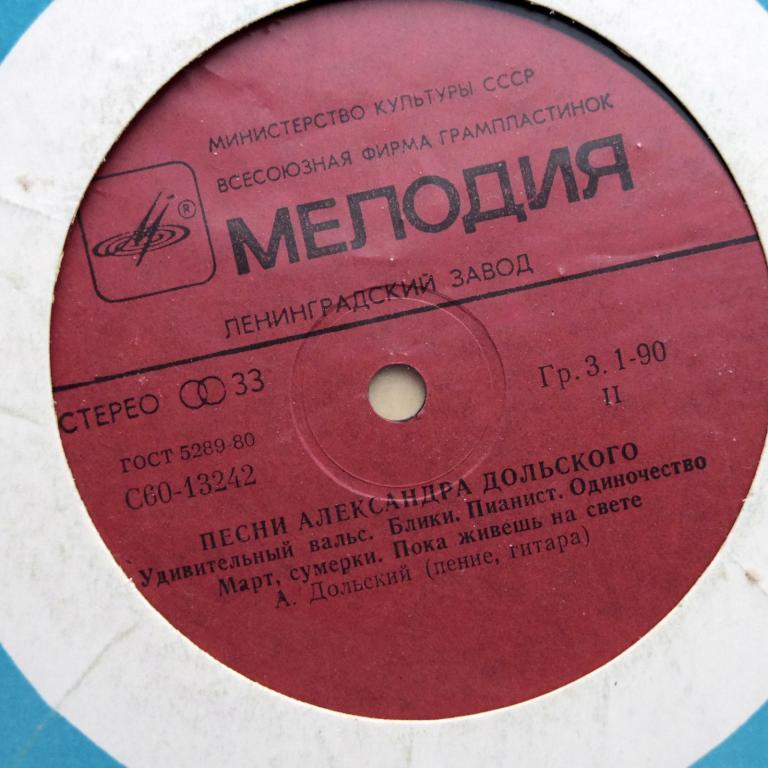 МИНИСТЕРСТВО КУЛЬТУРЫ СССР
ВСЕСОЮЗНАЯ ФИРМА ГРАМПЛАСТИНОК
®
МЕЛОДИЯ
ЛЕНИНГРАДСКИЙ ЗАВОД
СТЕРЕО 33
Гр. 3. 1-90
ГОСТ 5289-80
II
С60-13242
ПЕСНИ АЛЕКСАНДРА ДОЛЬСКОГО
Удивительный вальс. Блики. Пианист. Одиночество
Март, сумерки. Пока живешь на свете
А. Дольский (пение, гитара)